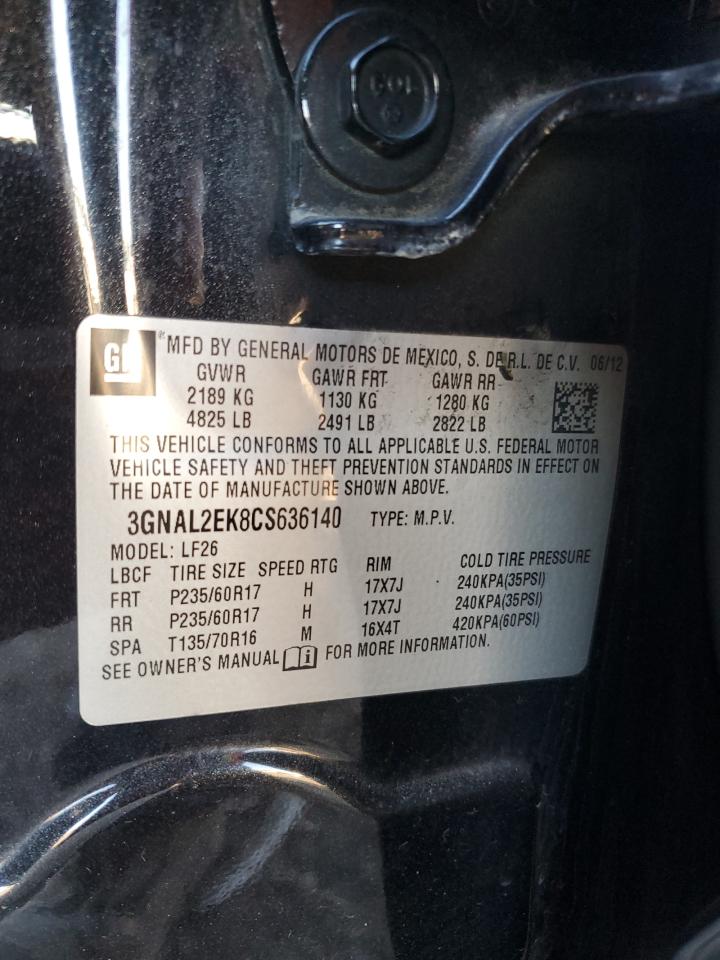 GM
MFD BY GENERAL MOTORS DE MEXICO, S. DE R.L. DE C.V. 06/12
GVWR GAWR FRT GAWR RR
2189 KG 1130 KG 1280 KG
4825 LB 2491 LB 2822 LB
THIS VEHICLE CONFORMS TO ALL APPLICABLE U.S. FEDERAL MOTOR
VEHICLE SAFETY AND THEFT PREVENTION STANDARDS IN EFFECT ON
THE DATE OF MANUFACTURE SHOWN ABOVE.
3GNAL2EK8CS636140 TYPE: M.P.V.
MODEL: LF26
LBCF TIRE SIZE SPEED RTG RIM COLD TIRE PRESSURE
FRT P235/60R17 H 17X7J 240KPA(35PSI)
RR P235/60R17 H 17X7J 240KPA(35PSI)
SPA T135/70R16 M 16X4T 420KPA(60PSI)
SEE OWNER'S MANUAL i FOR MORE INFORMATION.